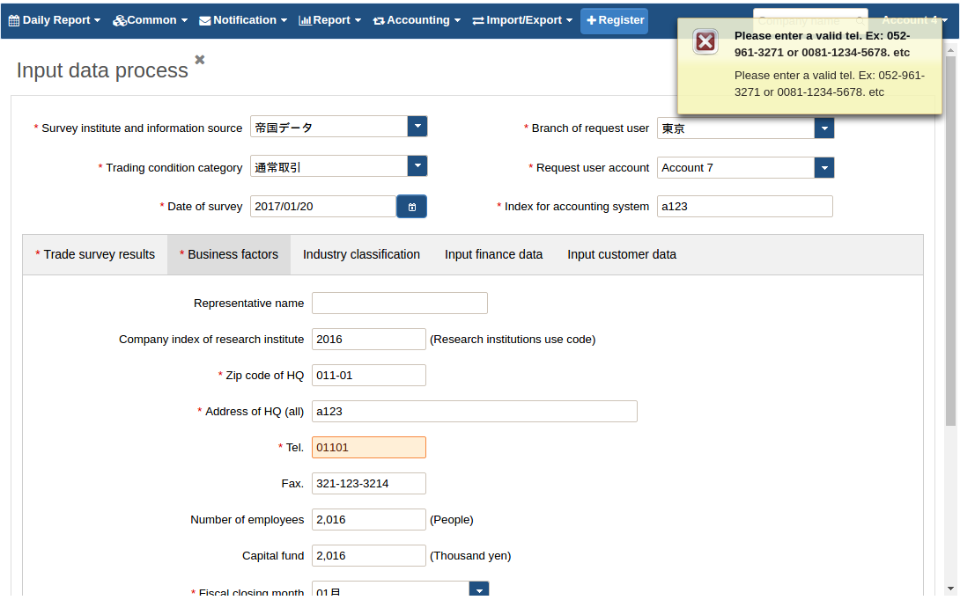 Daily Report Common Notification Report Accounting Import/Export +Register Account 4
Please enter a valid tel. Ex: 052-
961-3271 or 0081-1234-5678. etc
Please enter a valid tel. Ex: 052-961-
3271 or 0081-1234-5678. etc
Input data process
* Survey institute and information source 帝国データ
* Branch of request user 東京
* Trading condition category 通常取引
* Request user account Account 7
* Date of survey 2017/01/20
* Index for accounting system a123
* Trade survey results * Business factors Industry classification Input finance data Input customer data
Representative name
Company index of research institute 2016 (Research institutions use code)
* Zip code of HQ 011-01
* Address of HQ (all) a123
* Tel. 01101
Fax. 321-123-3214
Number of employees 2,016 (People)
Capital fund 2,016 (Thousand yen)
* Fiscal closing month 01月